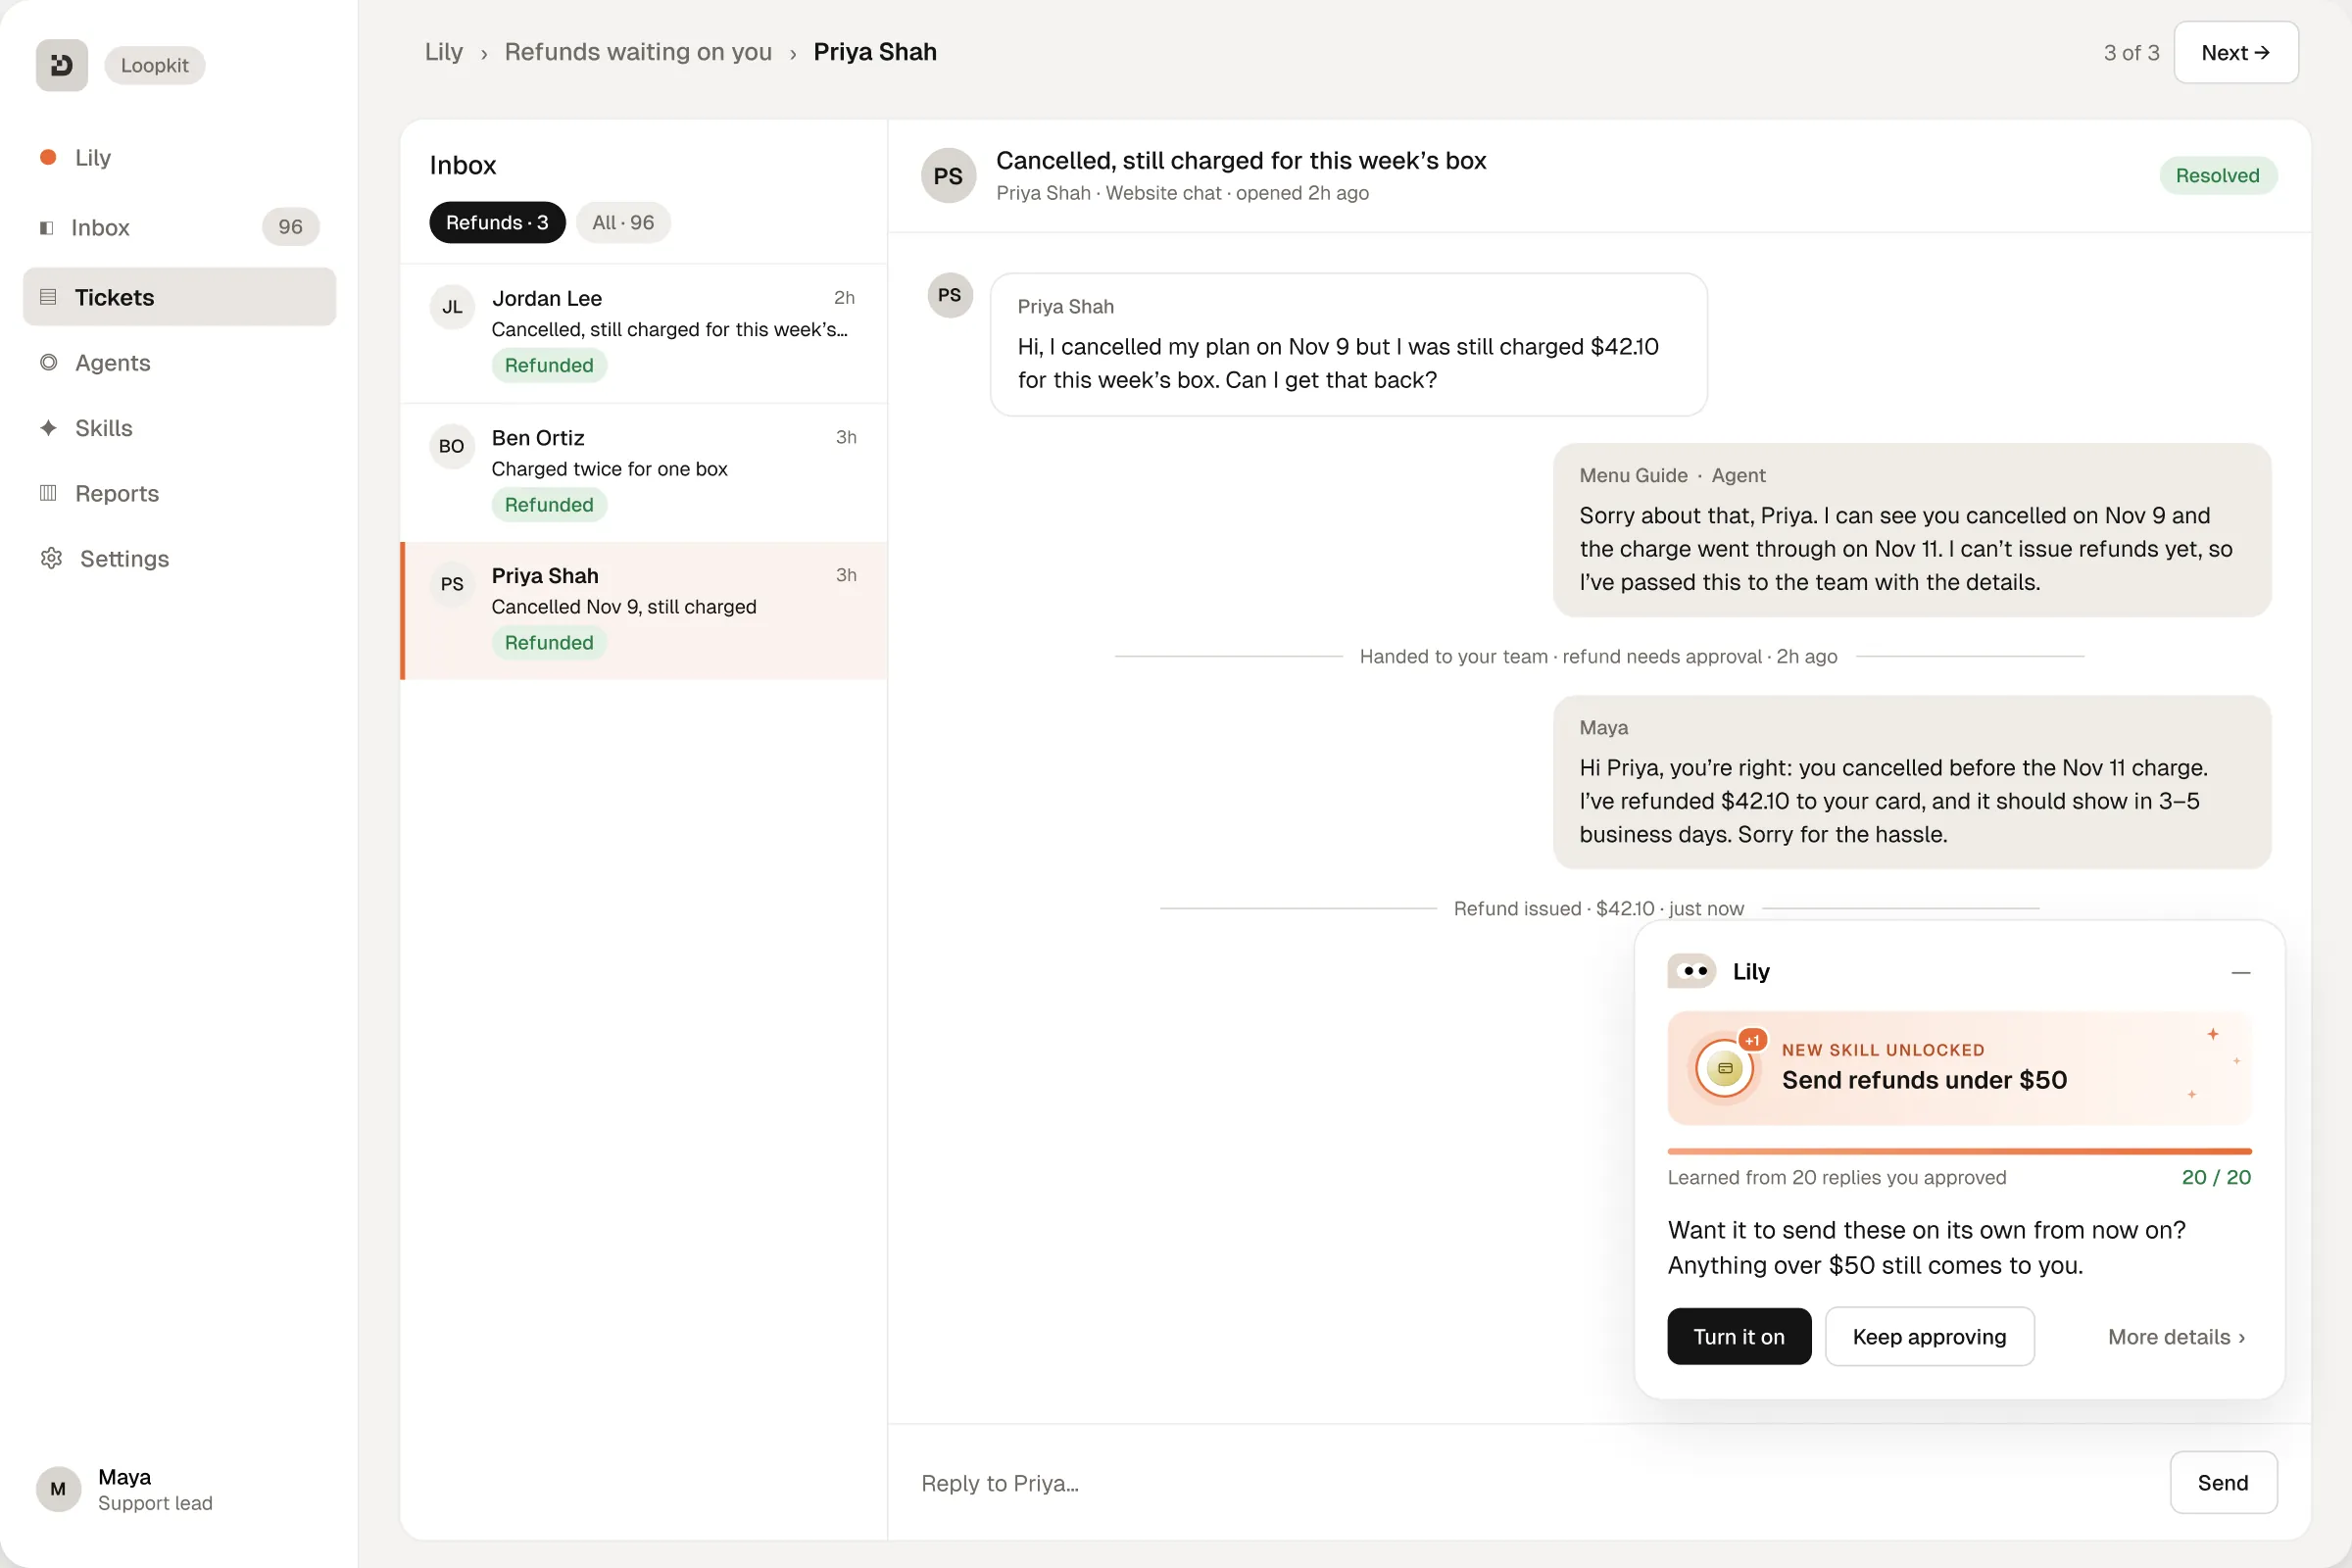 Loopkit
Lily
Inbox
96
Tickets
Agents
Skills
Reports
Settings
M
Maya
Support lead
Lily › Refunds waiting on you › Priya Shah
3 of 3
Next →
Inbox
Refunds · 3
All · 96
JL
Jordan Lee
2h
Cancelled, still charged for this week’s...
Refunded
BO
Ben Ortiz
3h
Charged twice for one box
Refunded
PS
Priya Shah
3h
Cancelled Nov 9, still charged
Refunded
PS
Cancelled, still charged for this week’s box
Priya Shah · Website chat · opened 2h ago
Resolved
PS
Priya Shah
Hi, I cancelled my plan on Nov 9 but I was still charged $42.10
for this week’s box. Can I get that back?
Menu Guide · Agent
Sorry about that, Priya. I can see you cancelled on Nov 9 and
the charge went through on Nov 11. I can’t issue refunds yet, so
I’ve passed this to the team with the details.
Handed to your team · refund needs approval · 2h ago
Maya
Hi Priya, you’re right: you cancelled before the Nov 11 charge.
I’ve refunded $42.10 to your card, and it should show in 3–5
business days. Sorry for the hassle.
Refund issued · $42.10 · just now
Lily
+1
NEW SKILL UNLOCKED
Send refunds under $50
Learned from 20 replies you approved
20 / 20
Want it to send these on its own from now on?
Anything over $50 still comes to you.
Turn it on
Keep approving
More details ›
Reply to Priya...
Send